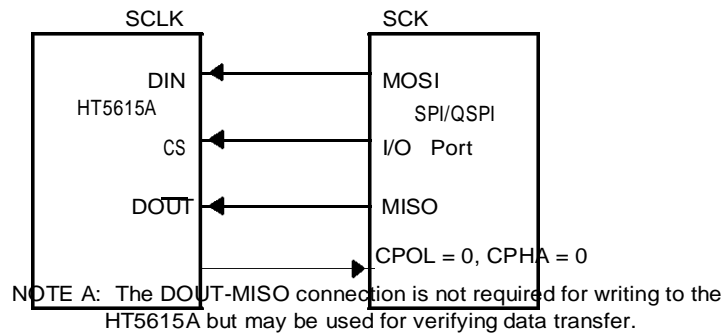 SCLK SCK
DIN MOSI
HT5615A SPI/QSPI
CS I/O Port
DOUT MISO
CPOL = 0, CPHA = 0
NOTE A: The DOUT-MISO connection is not required for writing to the
HT5615A but may be used for verifying data transfer.